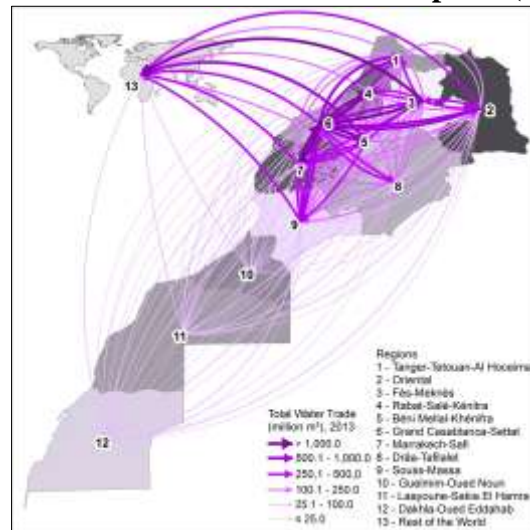 1
4
3
2
13
6
5
7
8
9
10
11
12
Regions
1 - Tanger-Tetouan-Al Hoceima
2 - Oriental
3 - Fès-Meknès
4 - Rabat-Salé-Kénitra
5 - Béni Mellal-Khénifra
6 - Grand Casablanca-Settat
7 - Marrakech-Safi
8 - Drâa-Tafilalet
9 - Souss-Massa
10 - Guelmim-Oued Noun
11 - Laayoune-Sakia El Hamra
12 - Dakhla-Oued Eddahab
13 - Rest of the World
Total Water Trade
(million m³), 2013
> 1,000.0
500.1 - 1,000.0
250.1 - 500.0
100.1 - 250.0
25.1 - 100.0
≤ 25.0